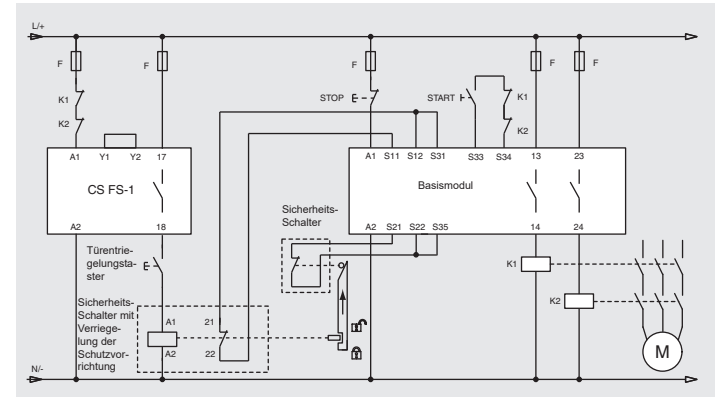 L/+
F F F F F
K1
K2
STOP START K1
K2
A1 Y1 Y2 17
CS FS-1
A2 18
A1 S11 S12 S31 S33 S34 13 23
Basismodul
A2 S21 S22 S35 14 24
Sicherheits-
Schalter
Türentrie-
gelungsta-
ster
K1
K2
Sicherheits-
Schalter mit
Verriege-
lung der
Schutzvor-
richtung
A1 21
A2 22
M
N/-